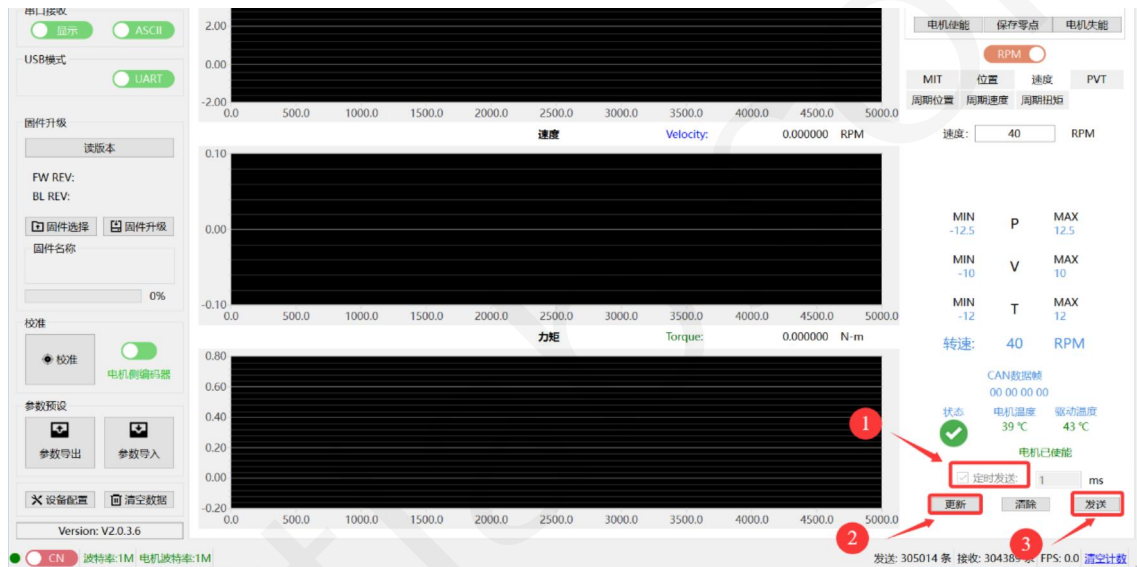 串口接收
显示 ASCII
USB模式
UART
固件升级
读版本
FW REV:
BL REV:
固件选择 固件升级
固件名称
0%
校准
校准
电机侧编码器
参数预设
参数导出 参数导入
设备配置 清空数据
Version: V2.0.3.6
CN 波特率:1M 电机波特率:1M
2.00
0.00
-2.00
0.0 500.0 1000.0 1500.0 2000.0 2500.0 3000.0 3500.0 4000.0 4500.0 5000.0
速度 Velocity: 0.000000 RPM
0.10
0.00
-0.10
0.0 500.0 1000.0 1500.0 2000.0 2500.0 3000.0 3500.0 4000.0 4500.0 5000.0
力矩 Torque: 0.000000 N-m
0.80
0.60
0.40
0.20
0.00
-0.20
0.0 500.0 1000.0 1500.0 2000.0 2500.0 3000.0 3500.0 4000.0 4500.0 5000.0
电机使能 保存零点 电机失能
RPM
MIT 位置 速度 PVT
周期位置 周期速度 周期扭矩
速度: 40 RPM
MIN P MAX
-12.5 12.5
MIN V MAX
-10 10
MIN T MAX
-12 12
转速: 40 RPM
CAN数据帧
00 00 00 00
状态 电机温度 驱动温度
39 ℃ 43 ℃
电机已使能
1
定时发送: 1 ms
更新 清除 发送
2
3
发送: 305014 条 接收: 304389 条 FPS: 0.0 清空计数